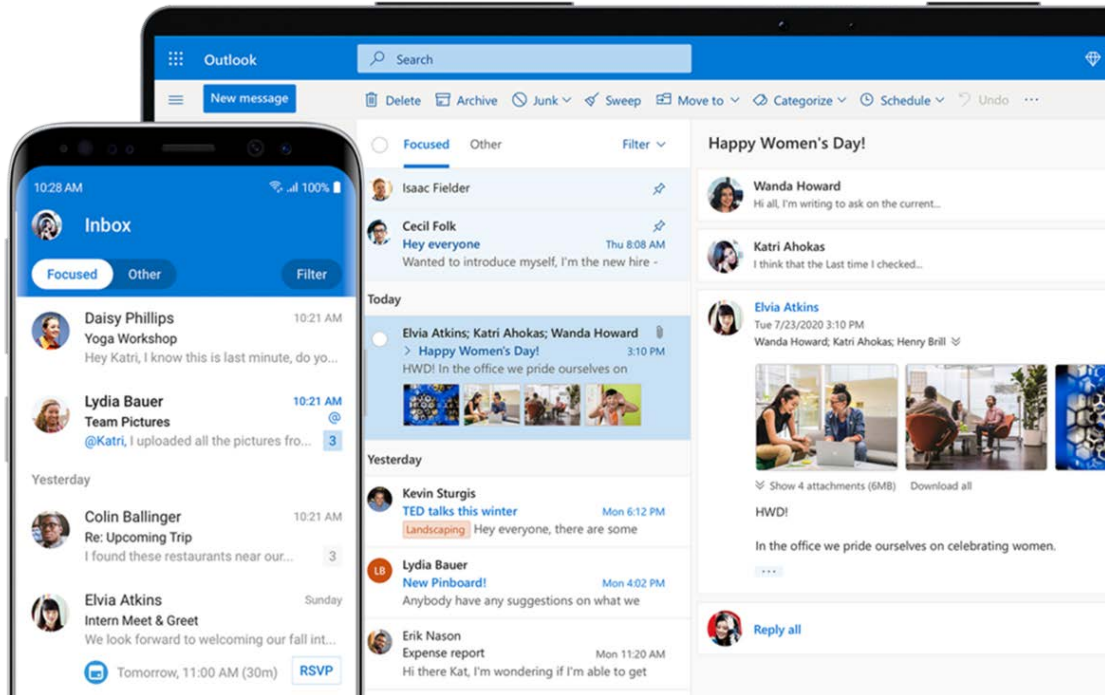 Outlook
Search
New message
Delete Archive Junk Sweep Move to Categorize Schedule Undo ...
Focused Other Filter
Isaac Fielder
Cecil Folk
Hey everyone Thu 8:08 AM
Wanted to introduce myself, I'm the new hire -
Today
Elvia Atkins; Katri Ahokas; Wanda Howard
> Happy Women's Day! 3:10 PM
HWD! In the office we pride ourselves on
Yesterday
Kevin Sturgis
TED talks this winter Mon 6:12 PM
Landscaping Hey everyone, there are some
LB
Lydia Bauer
New Pinboard! Mon 4:02 PM
Anybody have any suggestions on what we
Erik Nason
Expense report Mon 11:20 AM
Hi there Kat, I'm wondering if I'm able to get
Happy Women's Day!
Wanda Howard
Hi all, I'm writing to ask on the current...
Katri Ahokas
I think that the Last time I checked...
Elvia Atkins
Tue 7/23/2020 3:10 PM
Wanda Howard; Katri Ahokas; Henry Brill
Show 4 attachments (6MB) Download all
HWD!
In the office we pride ourselves on celebrating women.
...
Reply all
10:28 AM 100%
Inbox
Focused Other Filter
Daisy Phillips 10:21 AM
Yoga Workshop
Hey Katri, I know this is last minute, do yo...
Lydia Bauer 10:21 AM
Team Pictures @
@Katri, I uploaded all the pictures fro... 3
Yesterday
Colin Ballinger 10:21 AM
Re: Upcoming Trip
I found these restaurants near our... 3
Elvia Atkins Sunday
Intern Meet & Greet
We look forward to welcoming our fall int...
Tomorrow, 11:00 AM (30m) RSVP